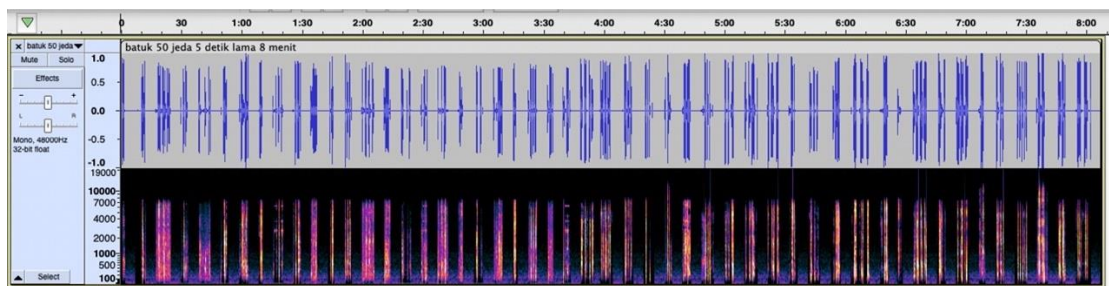 0 30 1:00 1:30 2:00 2:30 3:00 3:30 4:00 4:30 5:00 5:30 6:00 6:30 7:00 7:30 8:00
batuk 50 jeda
batuk 50 jeda 5 detik lama 8 menit
Mute Solo
Effects
- +
L R
Mono, 48000Hz
32-bit float
1.0
0.5
0.0
-0.5
-1.0
19000
10000
7000
4000
2000
1000
500
100
Select